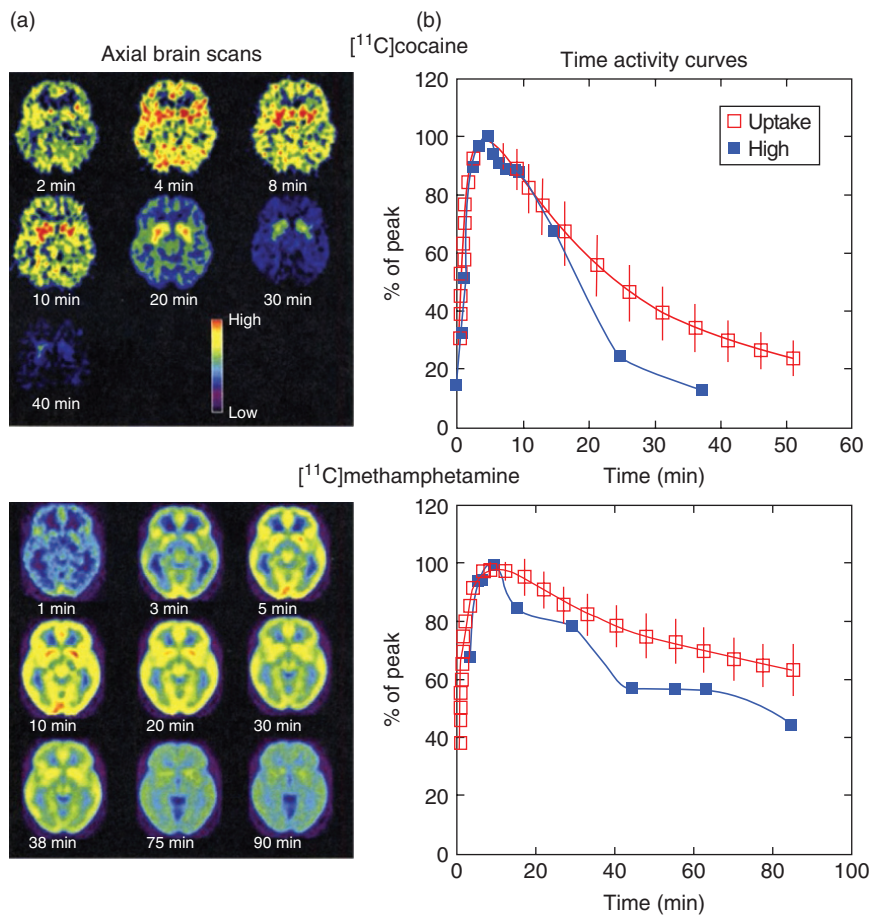 (a)
(b)
[¹¹C]cocaine
Axial brain scans
Time activity curves
2 min
4 min
8 min
10 min
20 min
30 min
40 min
High
Low
% of peak
120
100
80
60
40
20
0
Uptake
High
0 10 20 30 40 50 60
Time (min)
[¹¹C]methamphetamine
1 min
3 min
5 min
10 min
20 min
30 min
38 min
75 min
90 min
% of peak
120
100
80
60
40
20
0
0 20 40 60 80 100
Time (min)